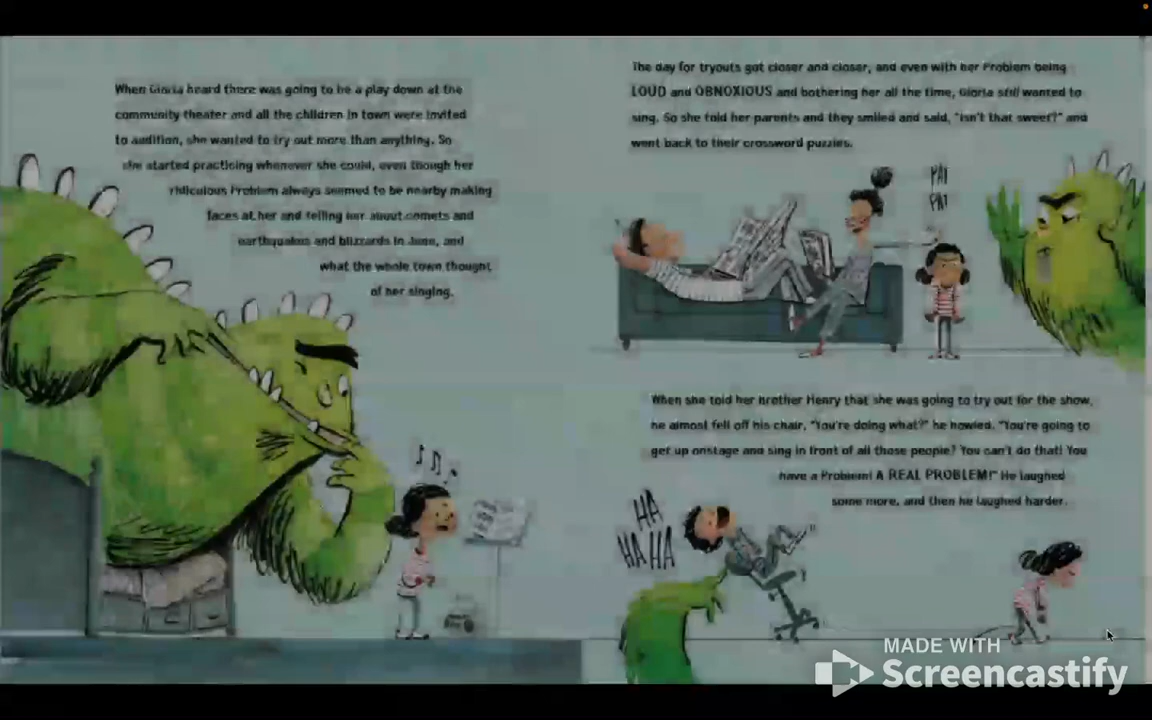 When Gloria heard there was going to be a play down at the
community theater and all the children in town were invited
to audition, she wanted to try out more than anything. So
she started practicing whenever she could, even though her
ridiculous Problem always seemed to be nearby making
faces at her and telling her about comets and
earthquakes and blizzards in June, and
what the whole town thought
of her singing.
The day for tryouts got closer and closer, and even with her Problem being
LOUD and OBNOXIOUS and bothering her all the time, Gloria still wanted to
sing. So she told her parents and they smiled and said, "Isn't that sweet?" and
went back to their crossword puzzles.
PAT
PAT
When she told her brother Henry that she was going to try out for the show,
he almost fell off his chair. "You're doing what?" he howled. "You're going to
get up onstage and sing in front of all those people? You can't do that! You
have a Problem! A REAL PROBLEM!" He laughed
some more, and then he laughed harder.
HA
HA HA
MADE WITH
Screencastify